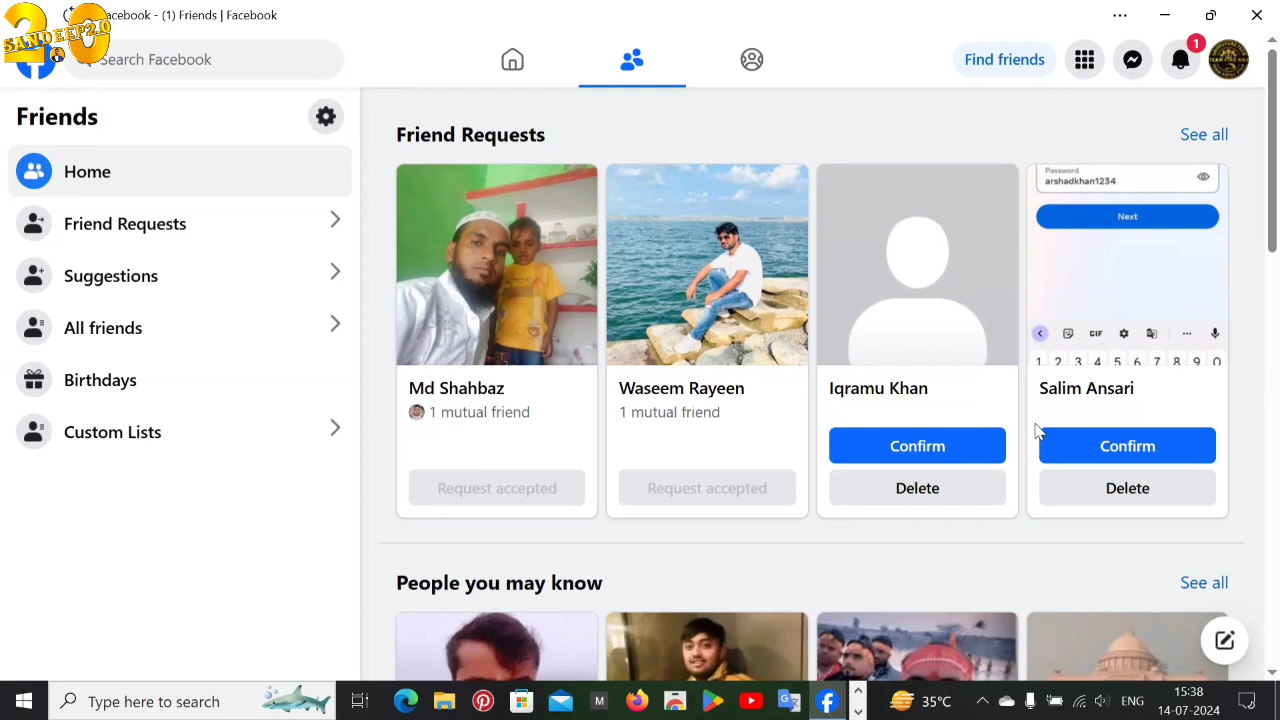 20
SANDEEP2.0
acebook - (1) Friends | Facebook
Search Facebook
Find friends
1
Friends
Home
Friend Requests
Suggestions
All friends
Birthdays
Custom Lists
Friend Requests
See all
Password
arshadkhan1234
Next
GIF
1 2 3 4 5 6 7 8 9 0
Md Shahbaz
1 mutual friend
Request accepted
Waseem Rayeen
1 mutual friend
Request accepted
Iqramu Khan
Confirm
Delete
Salim Ansari
Confirm
Delete
People you may know
See all
Type here to search
M
35°C
ENG
15:38
14-07-2024